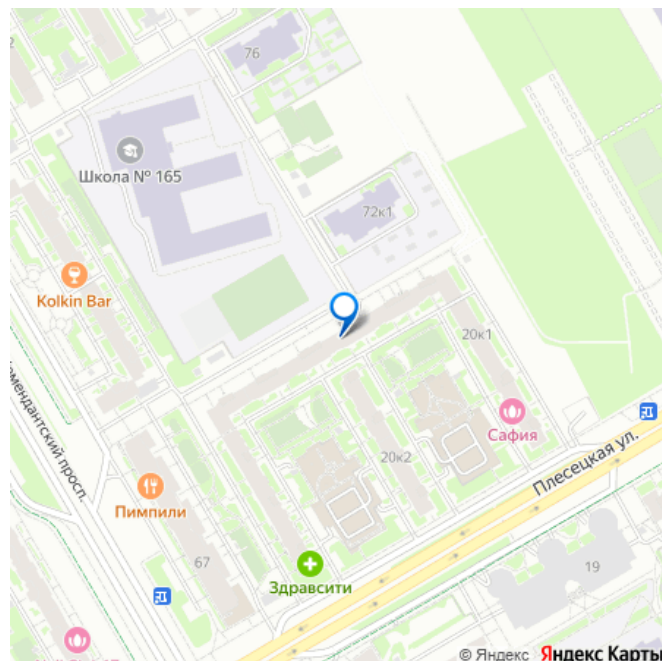 76
Школа № 165
72к1
Kolkin Bar
20к1
Сафия
Комендантский просп.
20к2
Плесецкая ул.
Пимпили
67
Здравсити
19
© Яндекс Яндекс Карты